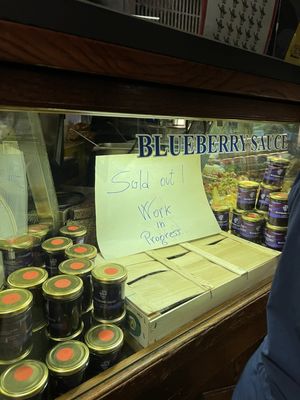 BLUEBERRY SAUCE
Sold out!
Work
in
Progress